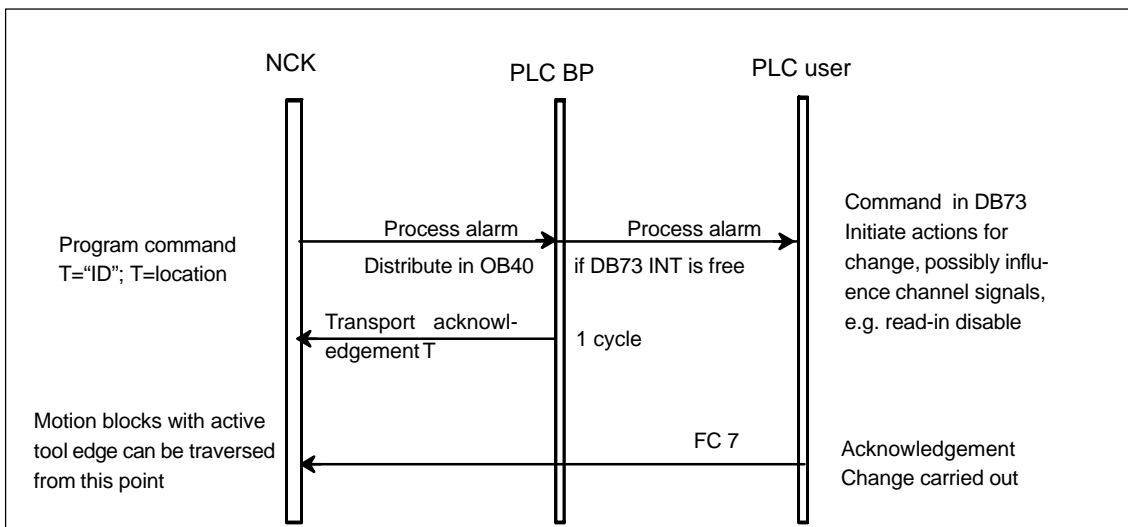 NCK
PLC BP
PLC user
Program command
T=“ID”; T=location
Process alarm
Distribute in OB40
Process alarm
if DB73 INT is free
Command in DB73
Initiate actions for
change, possibly influ-
ence channel signals,
e.g. read-in disable
Transport acknowl-
edgement T
1 cycle
Motion blocks with active
tool edge can be traversed
from this point
FC 7
Acknowledgement
Change carried out